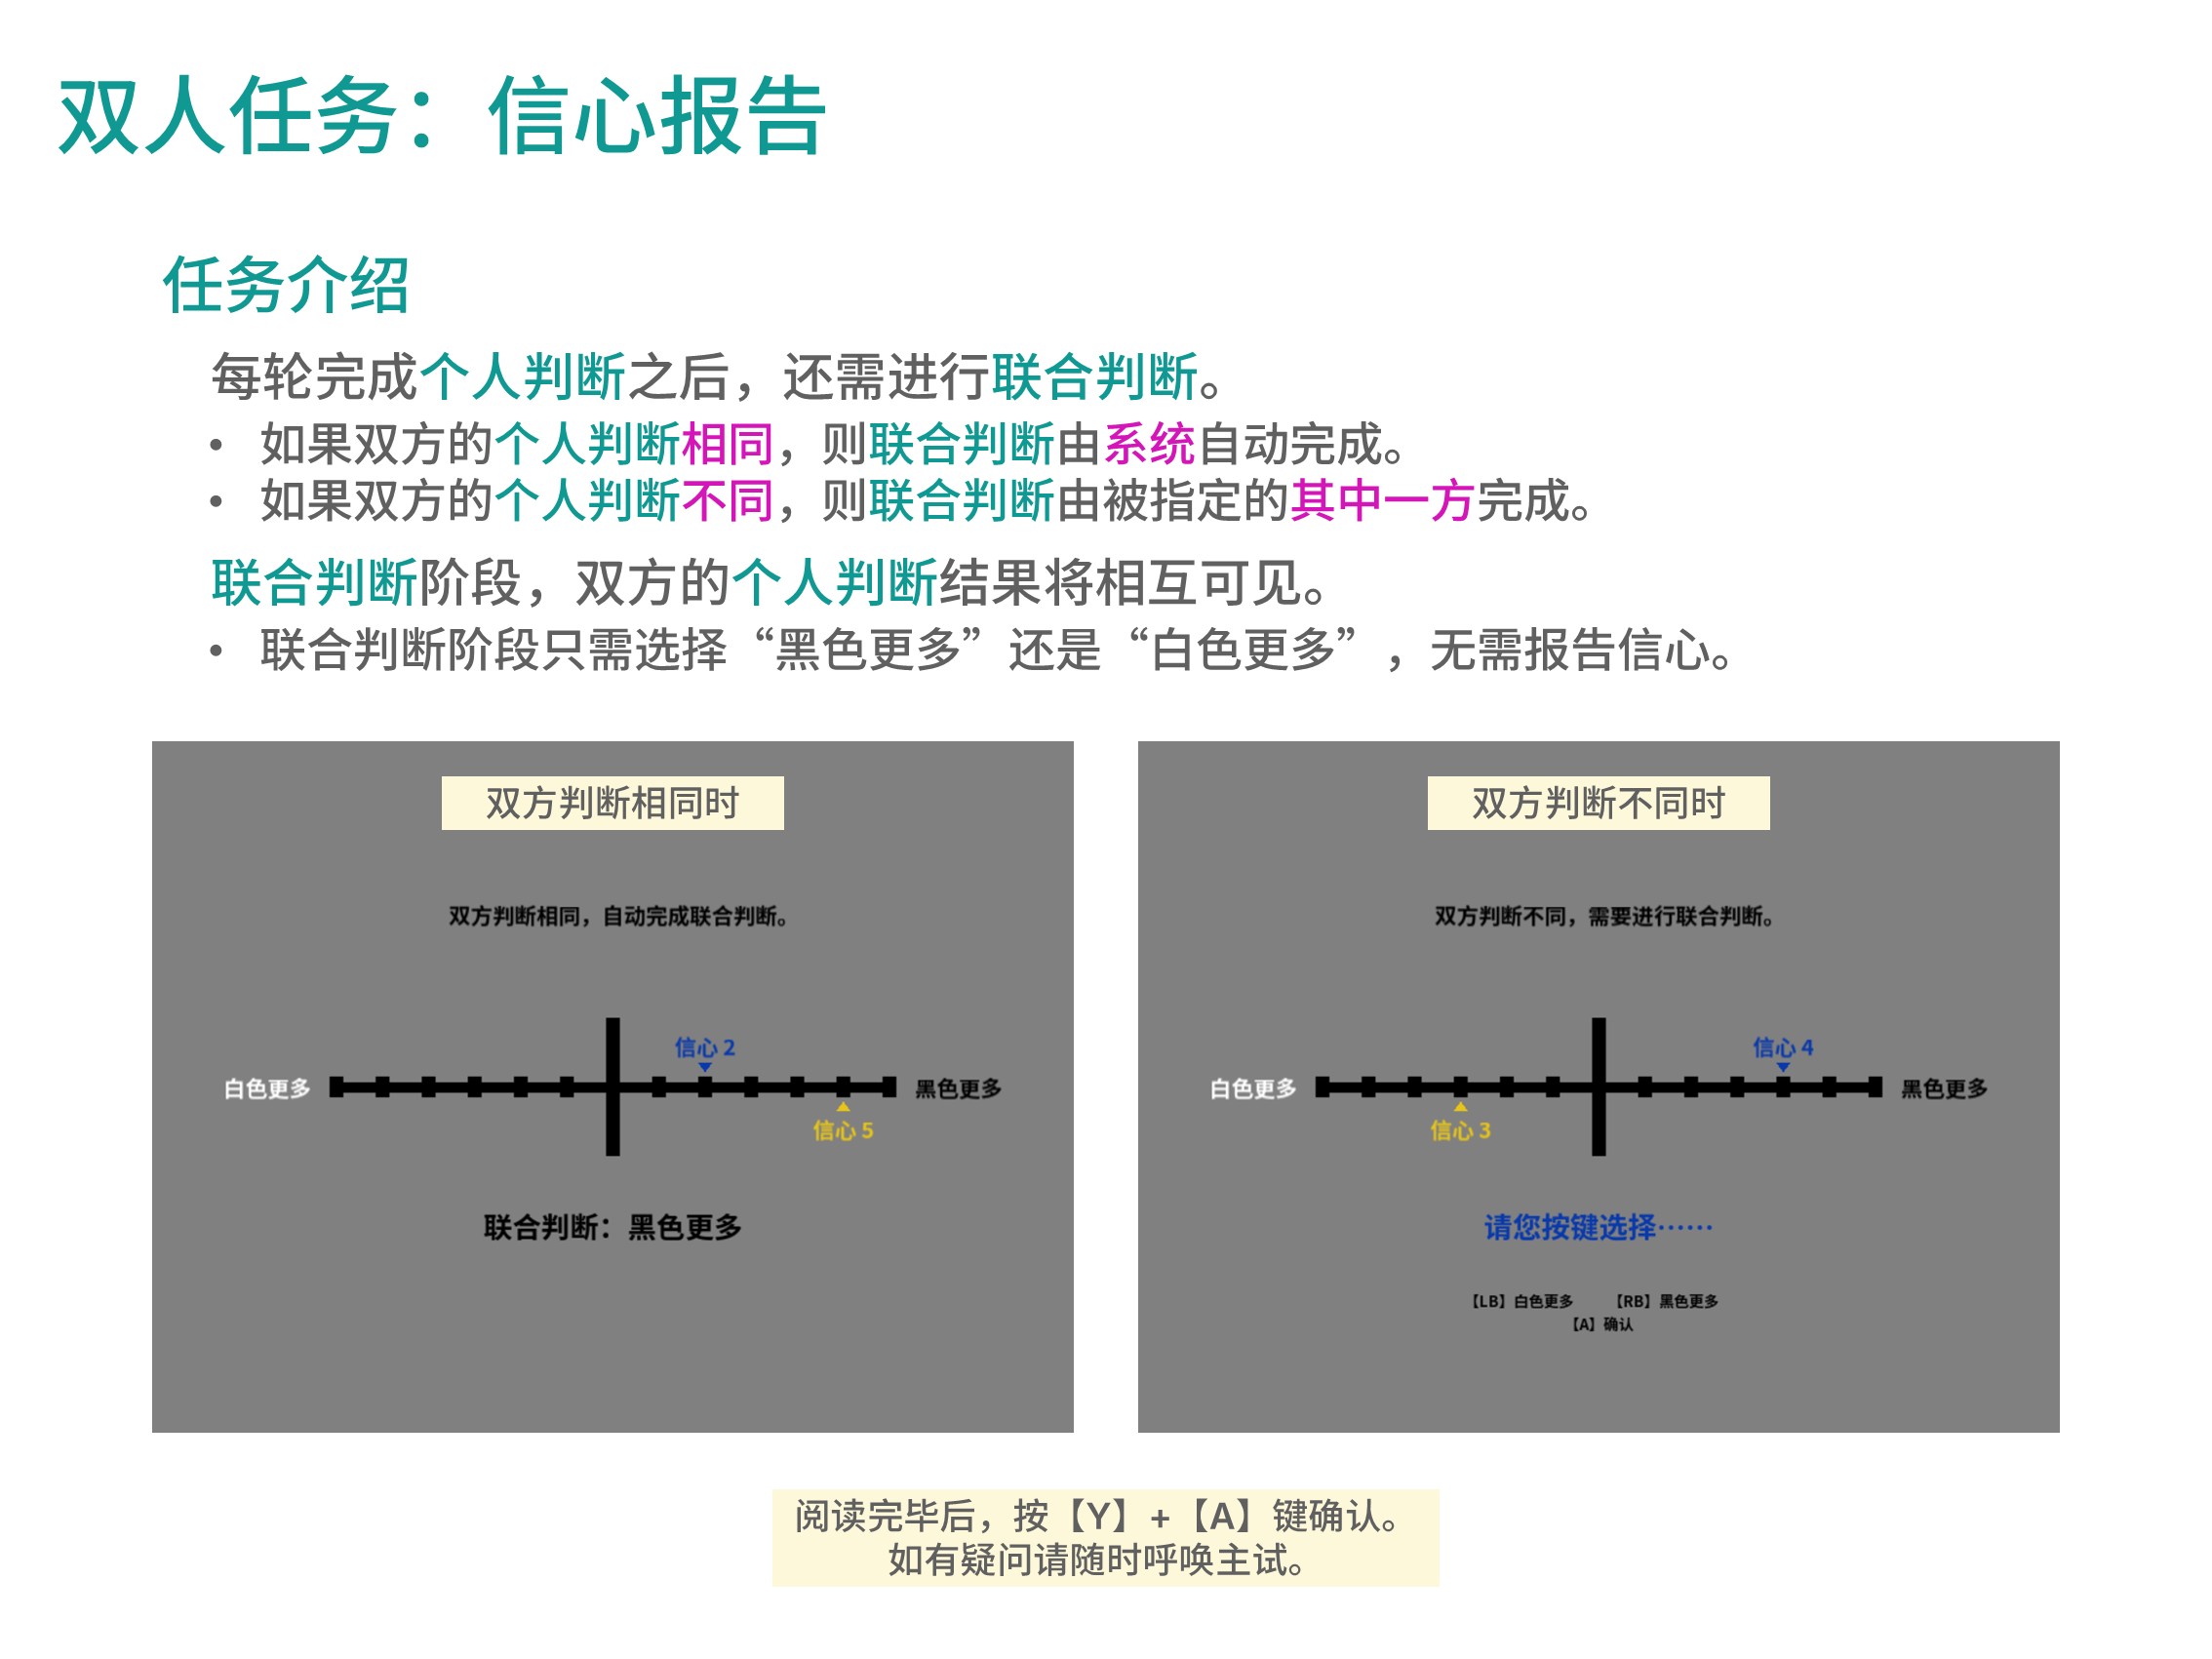 双人任务：信心报告
任务介绍
每轮完成个人判断之后，还需进行联合判断。
• 如果双方的个人判断相同，则联合判断由系统自动完成。
• 如果双方的个人判断不同，则联合判断由被指定的其中一方完成。
联合判断阶段，双方的个人判断结果将相互可见。
• 联合判断阶段只需选择“黑色更多”还是“白色更多”，无需报告信心。
双方判断相同时
双方判断相同，自动完成联合判断。
信心 2
白色更多
黑色更多
信心 5
联合判断：黑色更多
双方判断不同时
双方判断不同，需要进行联合判断。
信心 4
白色更多
黑色更多
信心 3
请您按键选择……
【LB】白色更多 【RB】黑色更多
【A】确认
阅读完毕后，按【Y】+【A】键确认。
如有疑问请随时呼唤主试。